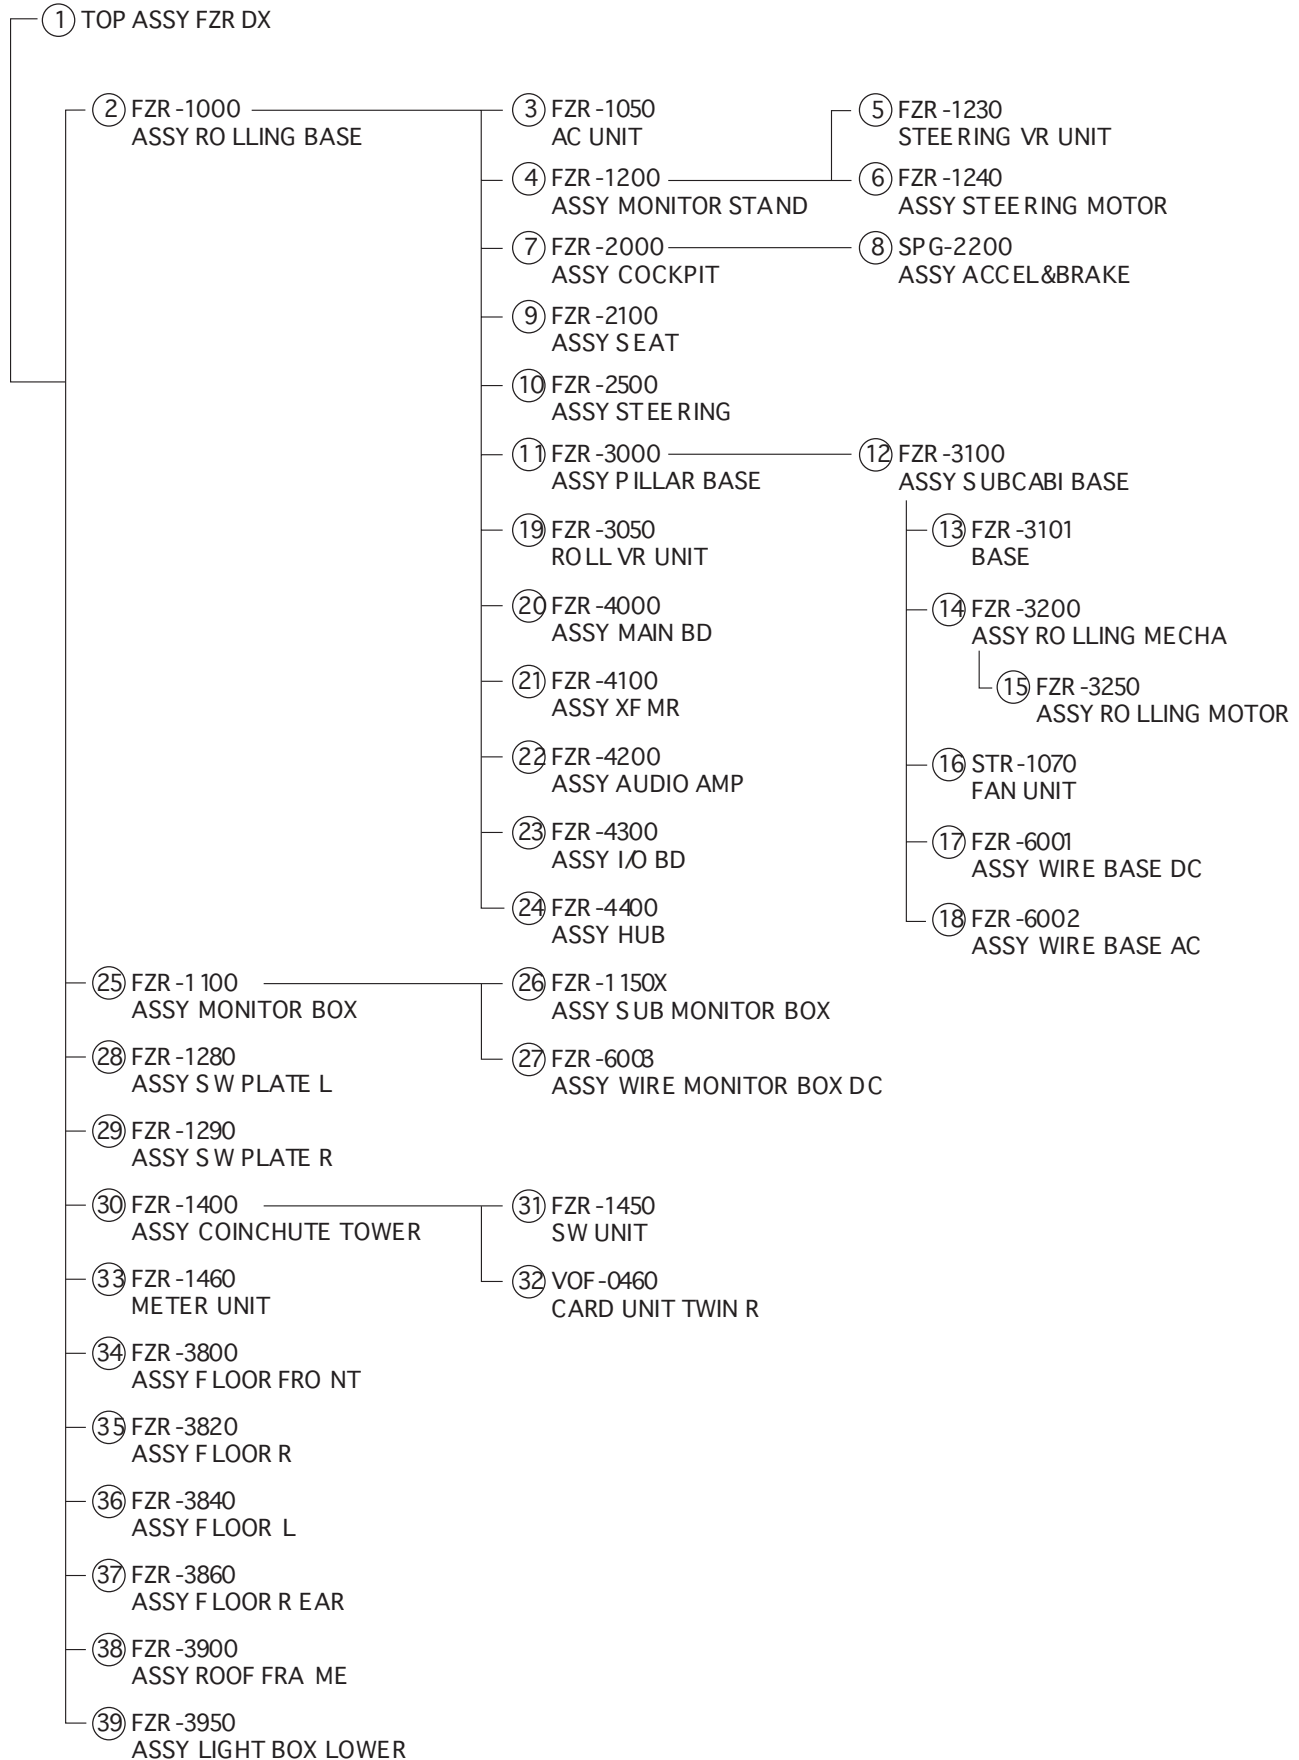 1 TOP ASSY FZR DX
2 FZR-1000
ASSY ROLLING BASE
3 FZR-1050
AC UNIT
4 FZR-1200
ASSY MONITOR STAND
5 FZR-1230
STEERING VR UNIT
6 FZR-1240
ASSY STEERING MOTOR
7 FZR-2000
ASSY COCKPIT
8 SPG-2200
ASSY ACCEL&BRAKE
9 FZR-2100
ASSY SEAT
10 FZR-2500
ASSY STEERING
11 FZR-3000
ASSY PILLAR BASE
12 FZR-3100
ASSY SUBCABI BASE
13 FZR-3101
BASE
14 FZR-3200
ASSY ROLLING MECHA
15 FZR-3250
ASSY ROLLING MOTOR
16 STR-1070
FAN UNIT
17 FZR-6001
ASSY WIRE BASE DC
18 FZR-6002
ASSY WIRE BASE AC
19 FZR-3050
ROLL VR UNIT
20 FZR-4000
ASSY MAIN BD
21 FZR-4100
ASSY XFMR
22 FZR-4200
ASSY AUDIO AMP
23 FZR-4300
ASSY I/O BD
24 FZR-4400
ASSY HUB
25 FZR-1100
ASSY MONITOR BOX
26 FZR-1150X
ASSY SUB MONITOR BOX
27 FZR-6003
ASSY WIRE MONITOR BOX DC
28 FZR-1280
ASSY SW PLATE L
29 FZR-1290
ASSY SW PLATE R
30 FZR-1400
ASSY COINCHUTE TOWER
31 FZR-1450
SW UNIT
32 VOF-0460
CARD UNIT TWIN R
33 FZR-1460
METER UNIT
34 FZR-3800
ASSY FLOOR FRONT
35 FZR-3820
ASSY FLOOR R
36 FZR-3840
ASSY FLOOR L
37 FZR-3860
ASSY FLOOR REAR
38 FZR-3900
ASSY ROOF FRAME
39 FZR-3950
ASSY LIGHT BOX LOWER